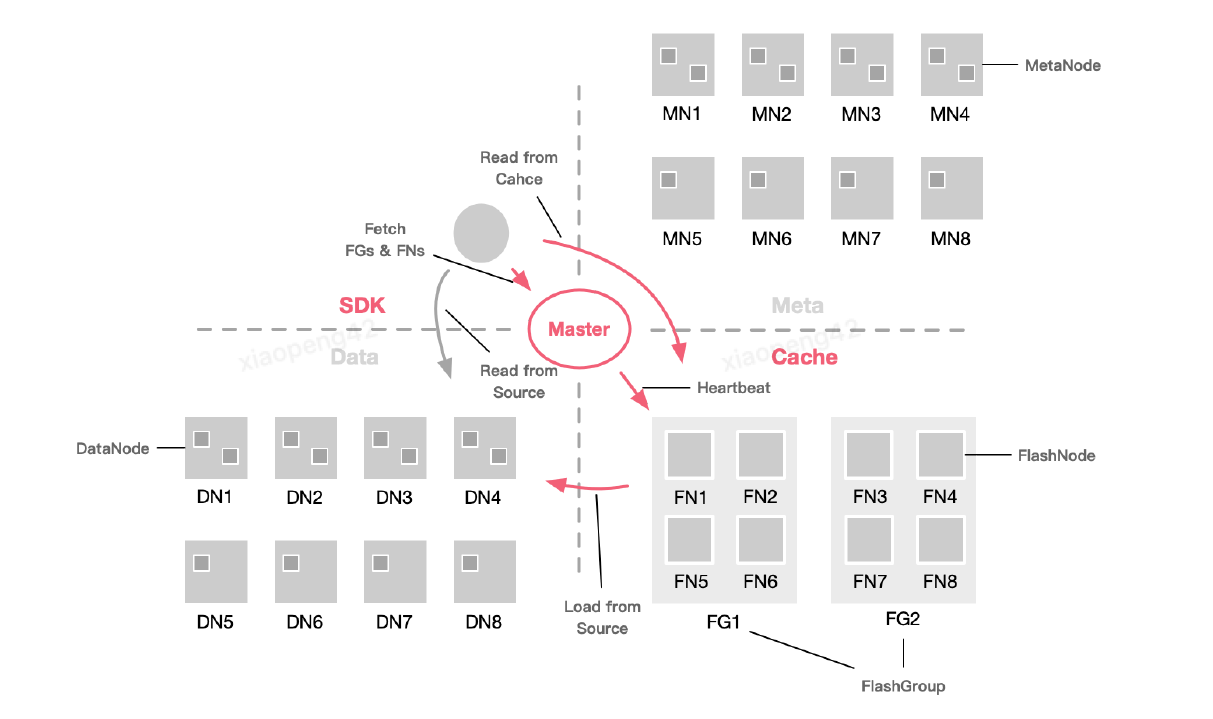 MetaNode
MN1
MN2
MN3
MN4
MN5
MN6
MN7
MN8
Read from
Cahce
Fetch
FGs & FNs
SDK
Meta
Master
xiaopeng42
xiaopeng42
Data
Cache
Read from
Source
Heartbeat
DataNode
FlashNode
DN1
DN2
DN3
DN4
FN1
FN2
FN3
FN4
DN5
DN6
DN7
DN8
FN5
FN6
FN7
FN8
Load from
Source
FG1
FG2
FlashGroup